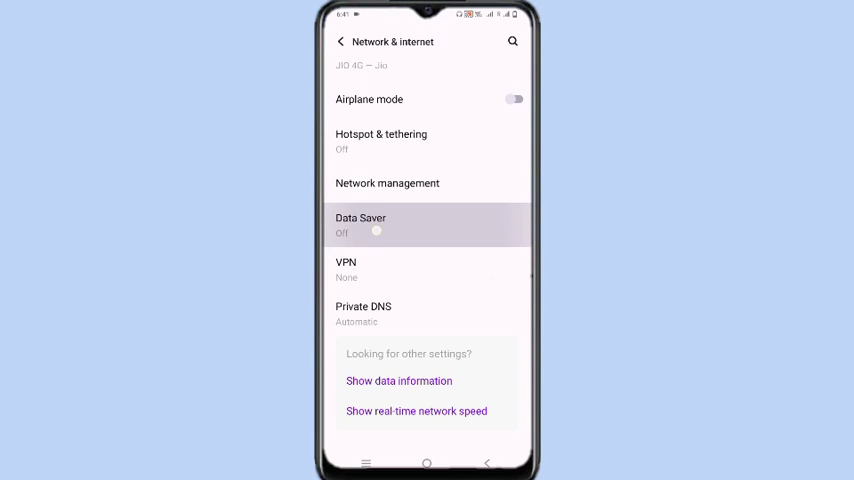 6:41
Network & internet
JIO 4G — Jio
Airplane mode
Hotspot & tethering
Off
Network management
Data Saver
Off
VPN
None
Private DNS
Automatic
Looking for other settings?
Show data information
Show real-time network speed